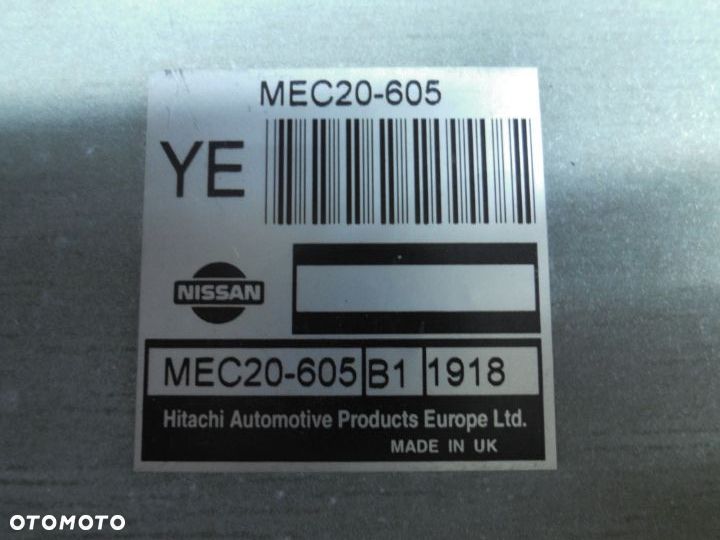 MEC20-605
YE
NISSAN
MEC20-605 B1 1918
Hitachi Automotive Products Europe Ltd.
MADE IN UK
OTOMOTO